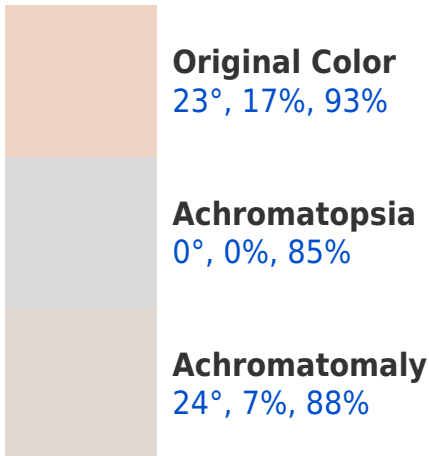 Original Color
23°, 17%, 93%
Achromatopsia
0°, 0%, 85%
Achromatomaly
24°, 7%, 88%